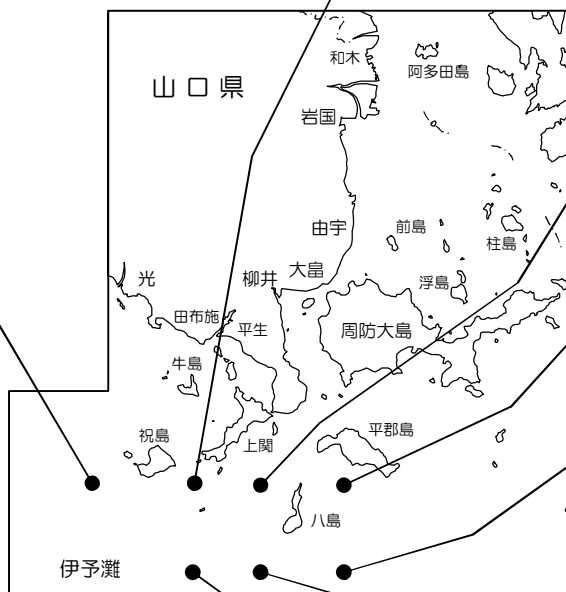 和木
阿多田島
山口県
岩国
由宇
前島
柱島
光
柳井
大畠
浮島
田布施
平生
周防大島
牛島
祝島
上関
平郡島
八島
伊予灘